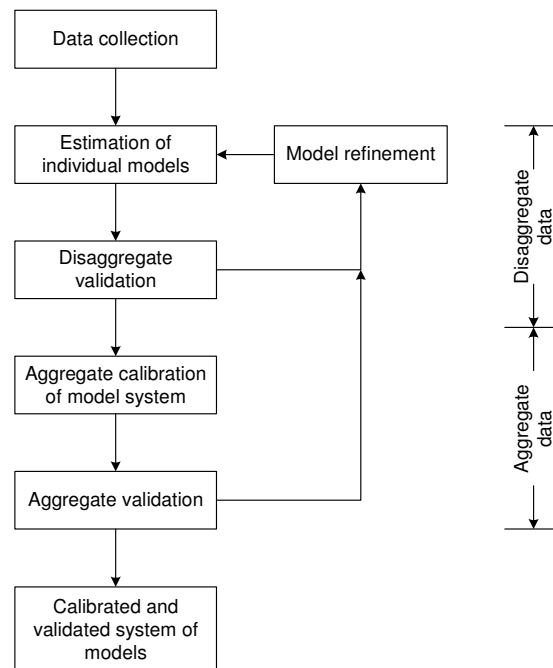 Data collection
Estimation of
individual models
Model refinement
Disaggregate
validation
Aggregate calibration
of model system
Aggregate validation
Calibrated and
validated system of
models
Disaggregate
data
Aggregate
data